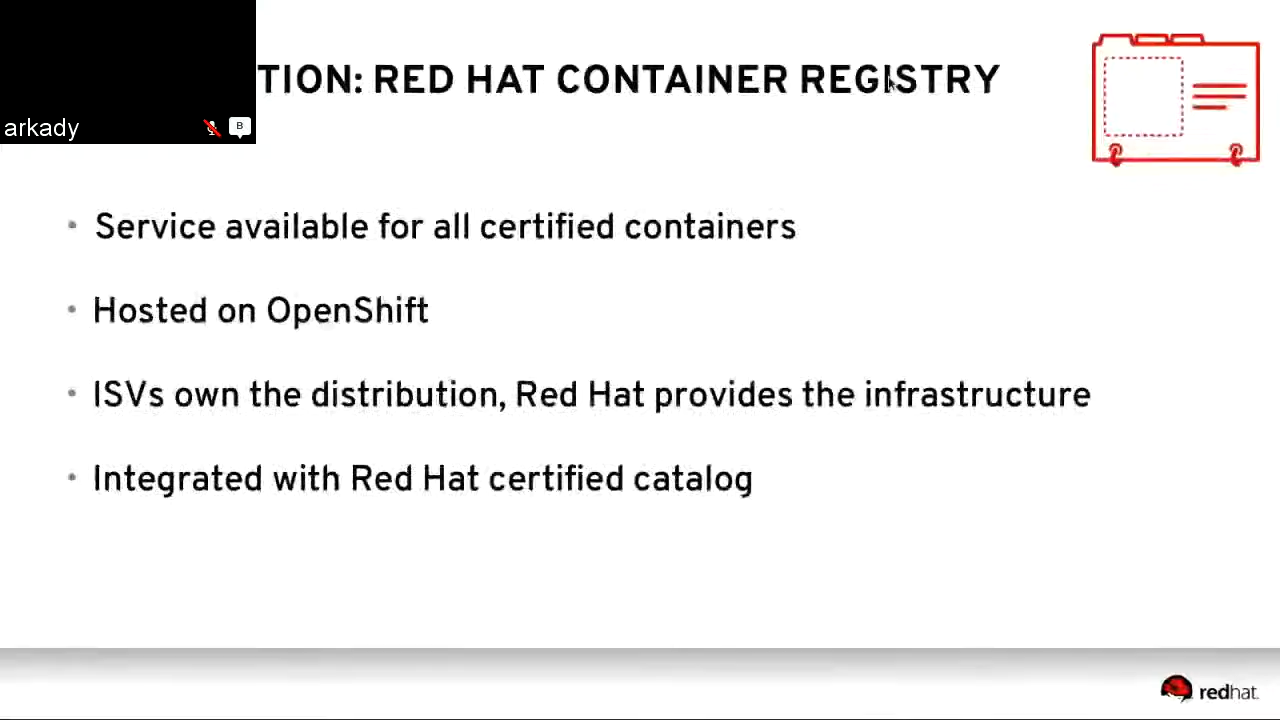 TION: RED HAT CONTAINER REGISTRY
arkady
B
Service available for all certified containers
Hosted on OpenShift
ISVs own the distribution, Red Hat provides the infrastructure
Integrated with Red Hat certified catalog
redhat.